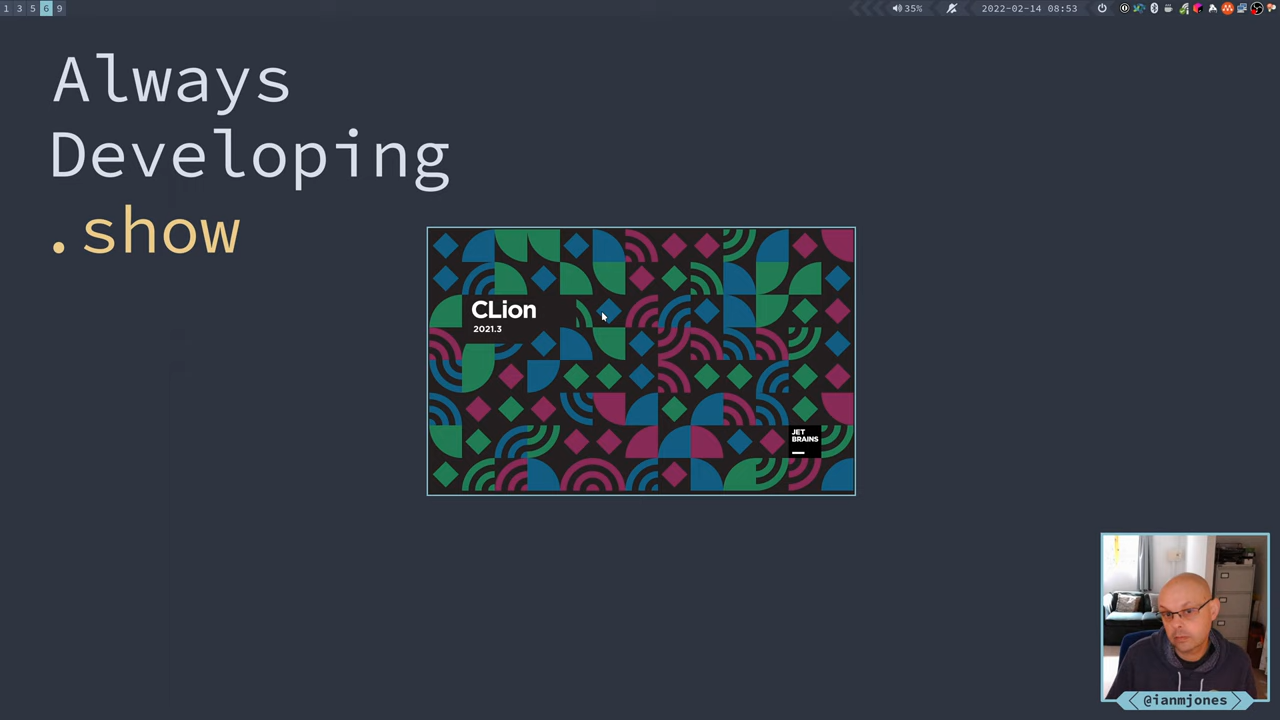 1 3 5 6 9
35%
2022-02-14 08:53
Always
Developing
.show
CLion
2021.3
JET
BRAINS
@ianmjones